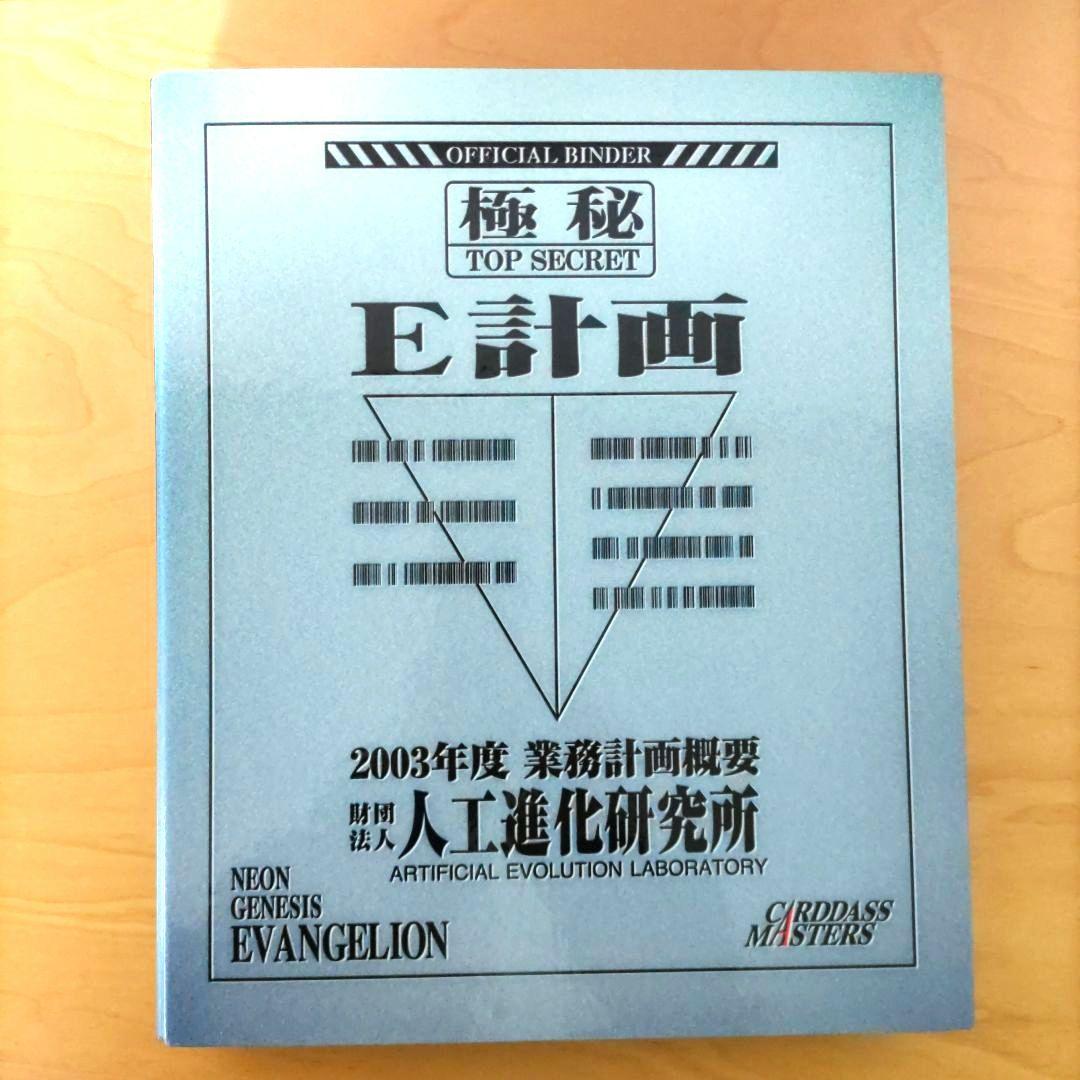 OFFICIAL BINDER
極秘
TOP SECRET
E計画
2003年度 業務計画概要
財団法人 人工進化研究所
ARTIFICIAL EVOLUTION LABORATORY
NEON
GENESIS
EVANGELION
CARDDASS
MASTERS